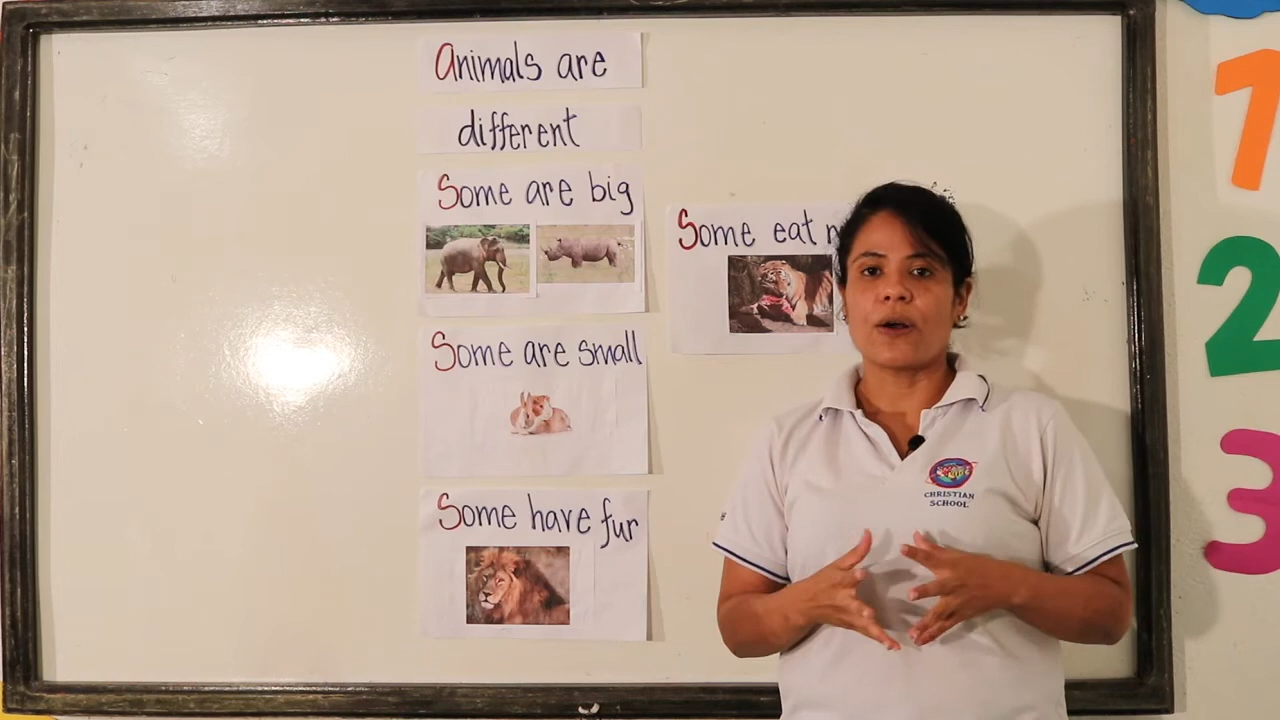 Animals are
different
Some are big
Some are small
Some have fur
Some eat
CHRISTIAN
SCHOOL
1
2
3